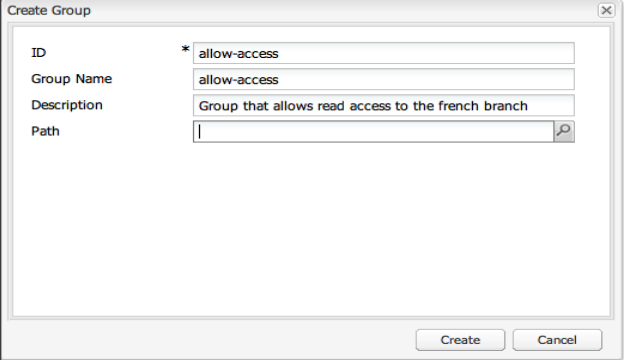 Create Group
ID * allow-access
Group Name allow-access
Description Group that allows read access to the french branch
Path
Create Cancel